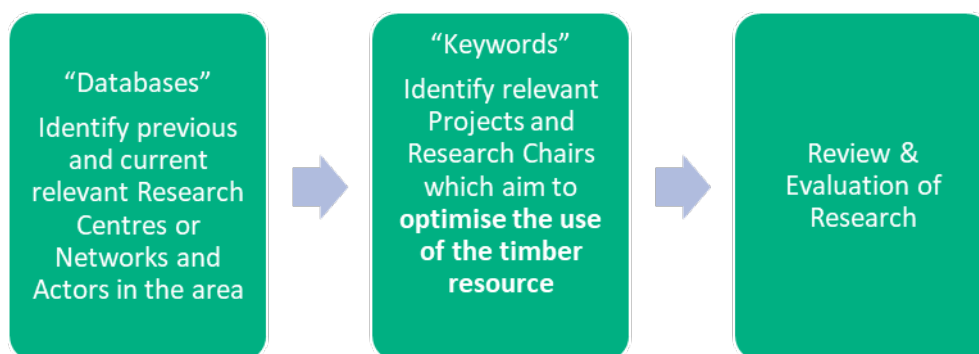 “Databases”
Identify previous
and current
relevant Research
Centres or
Networks and
Actors in the area
“Keywords”
Identify relevant
Projects and
Research Chairs
which aim to
optimise the use
of the timber
resource
Review &
Evaluation of
Research